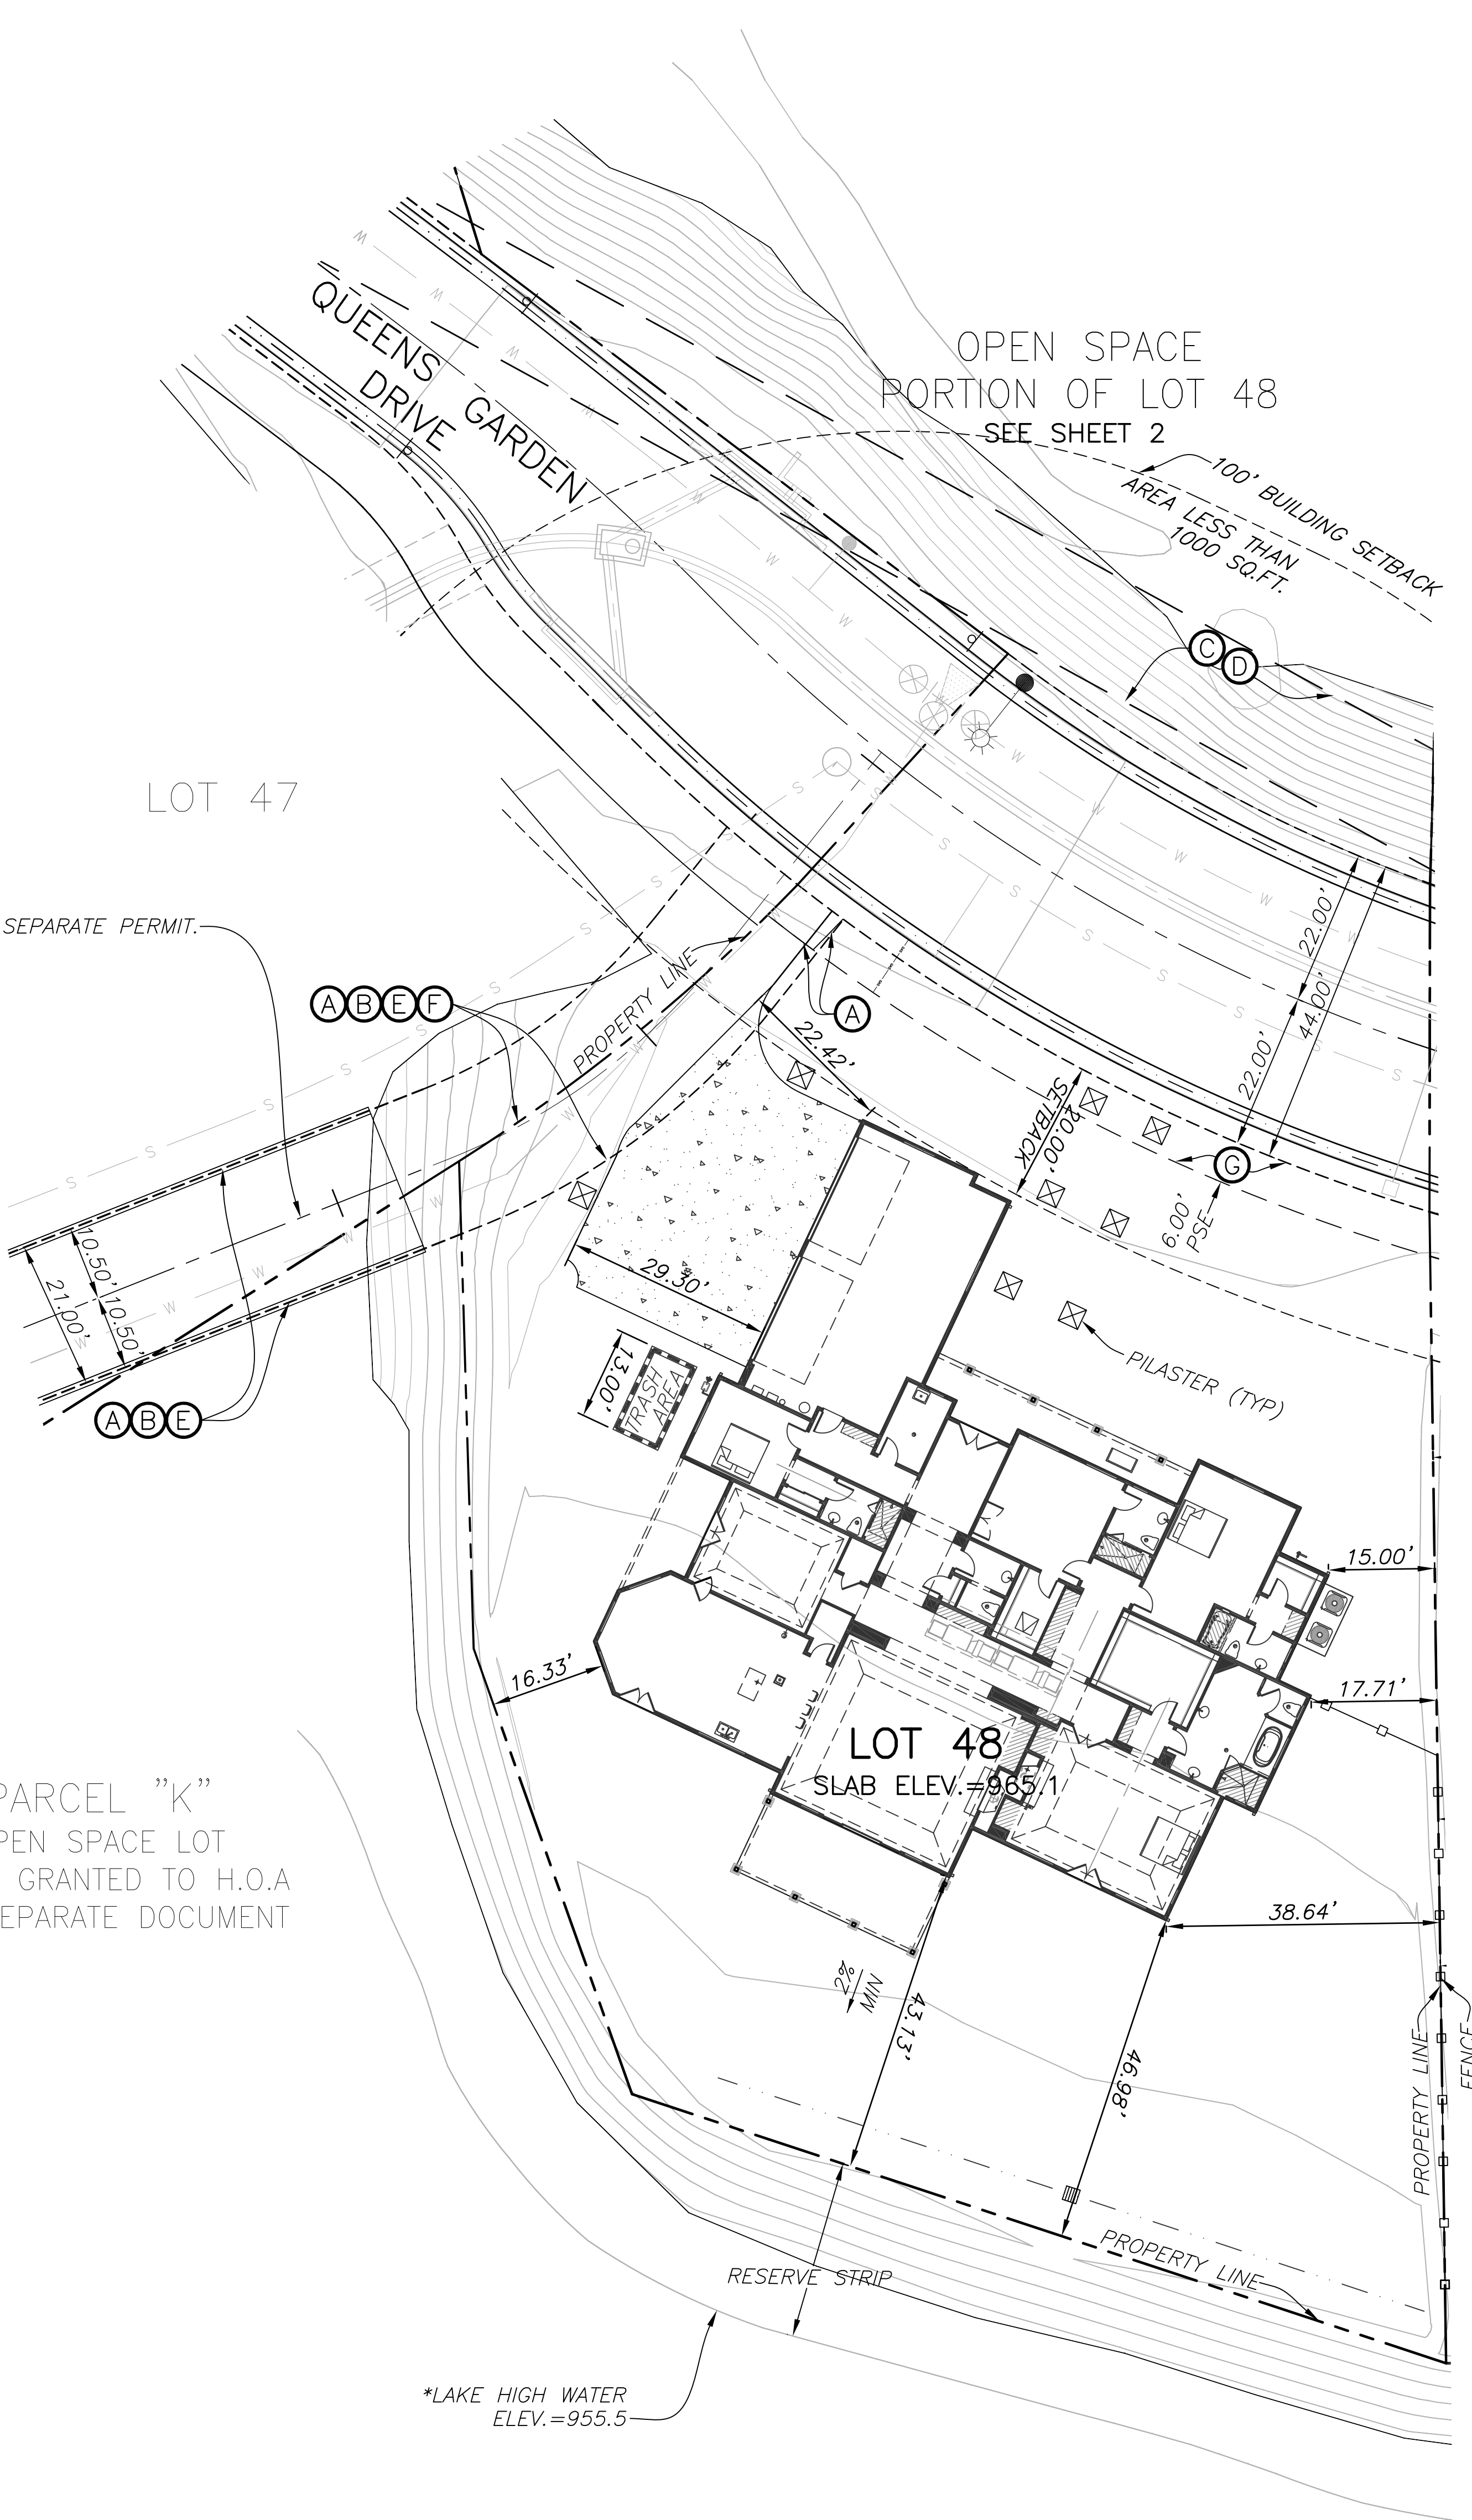 QUEENS GARDEN
DRIVE
OPEN SPACE
PORTION OF LOT 48
SEE SHEET 2
100' BUILDING SETBACK
AREA LESS THAN
1000 SQ.FT.
C
D
LOT 47
SEPARATE PERMIT.
A B E F
PROPERTY LINE
A
22.42'
22.00'
44.00'
22.00'
20.00'
SETBACK
G
6.00'
PSE
10.50'
10.50'
21.00'
29.30'
13.00'
TRASH
AREA
PILASTER (TYP)
A B E
15.00'
16.33'
17.71'
LOT 48
SLAB ELEV.=965.1
PARCEL "K"
PEN SPACE LOT
GRANTED TO H.O.A
EPARATE DOCUMENT
38.64'
2%
MIN
43.13'
46.98'
PROPERTY LINE
FENCE
RESERVE STRIP
PROPERTY LINE
*LAKE HIGH WATER
ELEV.=955.5
W W W W W W W W W W W
S S S S S S S S S S S